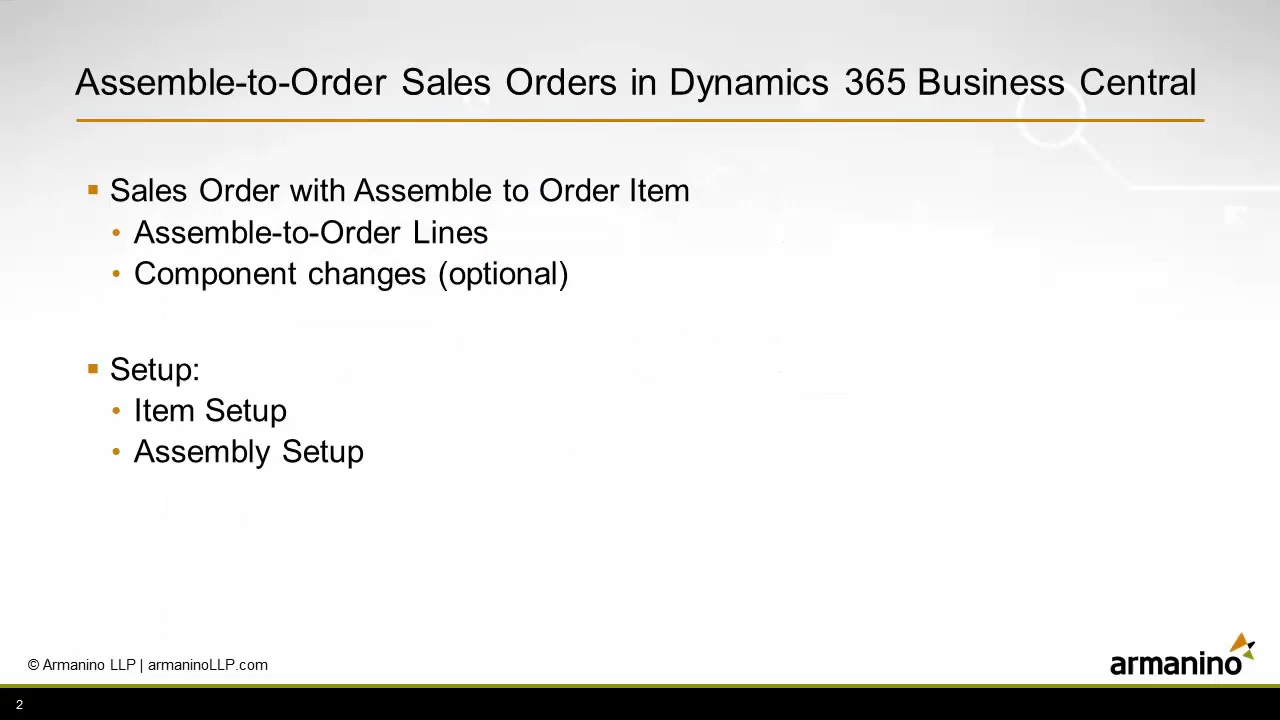 Assemble-to-Order Sales Orders in Dynamics 365 Business Central
▪ Sales Order with Assemble to Order Item
• Assemble-to-Order Lines
• Component changes (optional)
▪ Setup:
• Item Setup
• Assembly Setup
© Armanino LLP | armaninoLLP.com
armanino
2